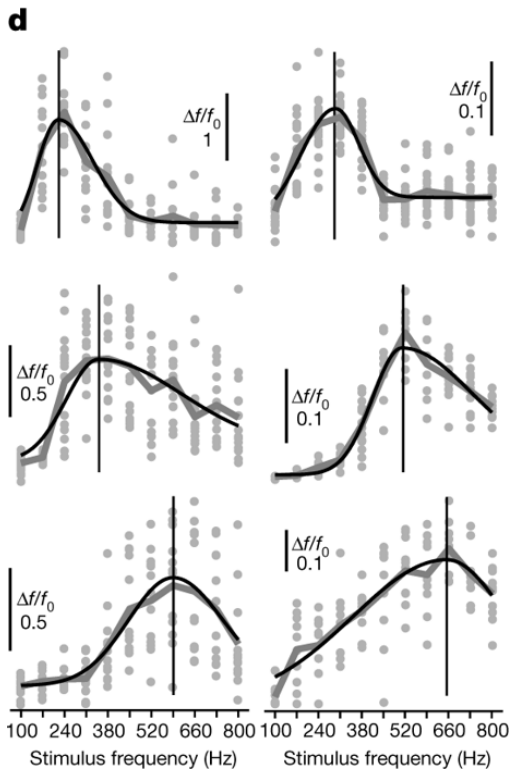 d
Δf/f0
1
Δf/f0
0.1
Δf/f0
0.5
Δf/f0
0.1
Δf/f0
0.5
Δf/f0
0.1
100 240 380 520 660 800
100 240 380 520 660 800
Stimulus frequency (Hz)
Stimulus frequency (Hz)